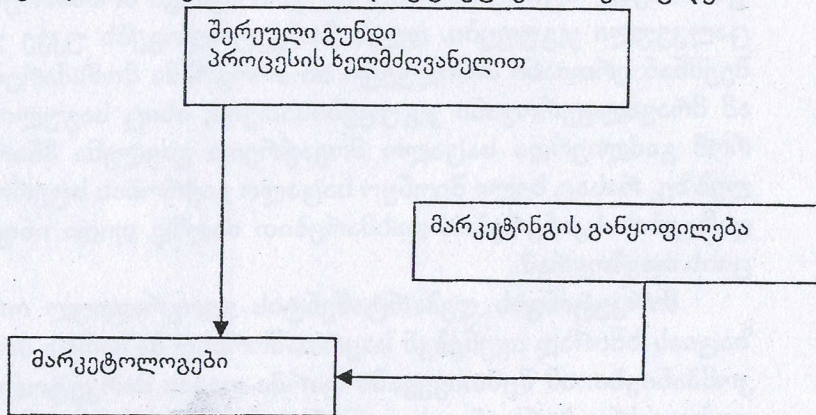 შერეული გუნდი
პროცესის ხელმძღვანელით
მარკეტინგის განყოფილება
მარკეტოლოგები